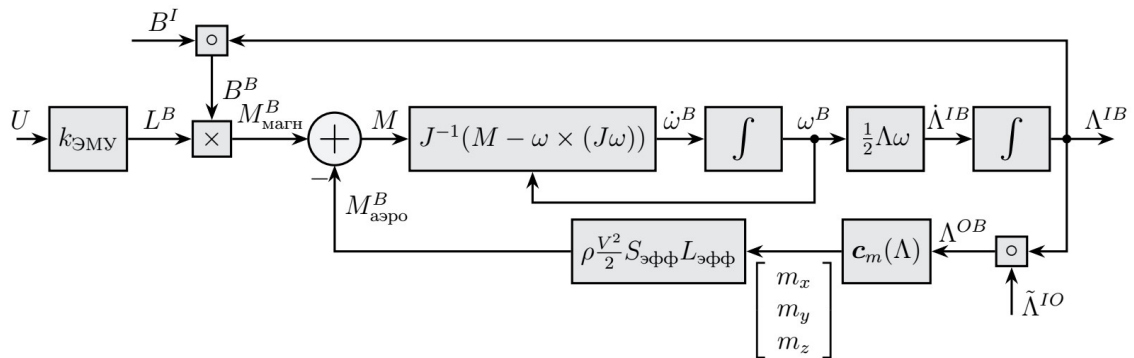 B^I ∘
B^B
U k_ЭМУ L^B × M^B_магн + M J^{-1}(M − ω × (Jω)) ω̇^B ∫ ω^B ½Λω Λ̇^{IB} ∫ Λ^{IB}
−
M^B_аэро ρ V²/2 S_эфф L_эфф c_m(Λ) Λ^{OB} ∘
[ m_x
m_y
m_z ]
Λ̃^{IO}